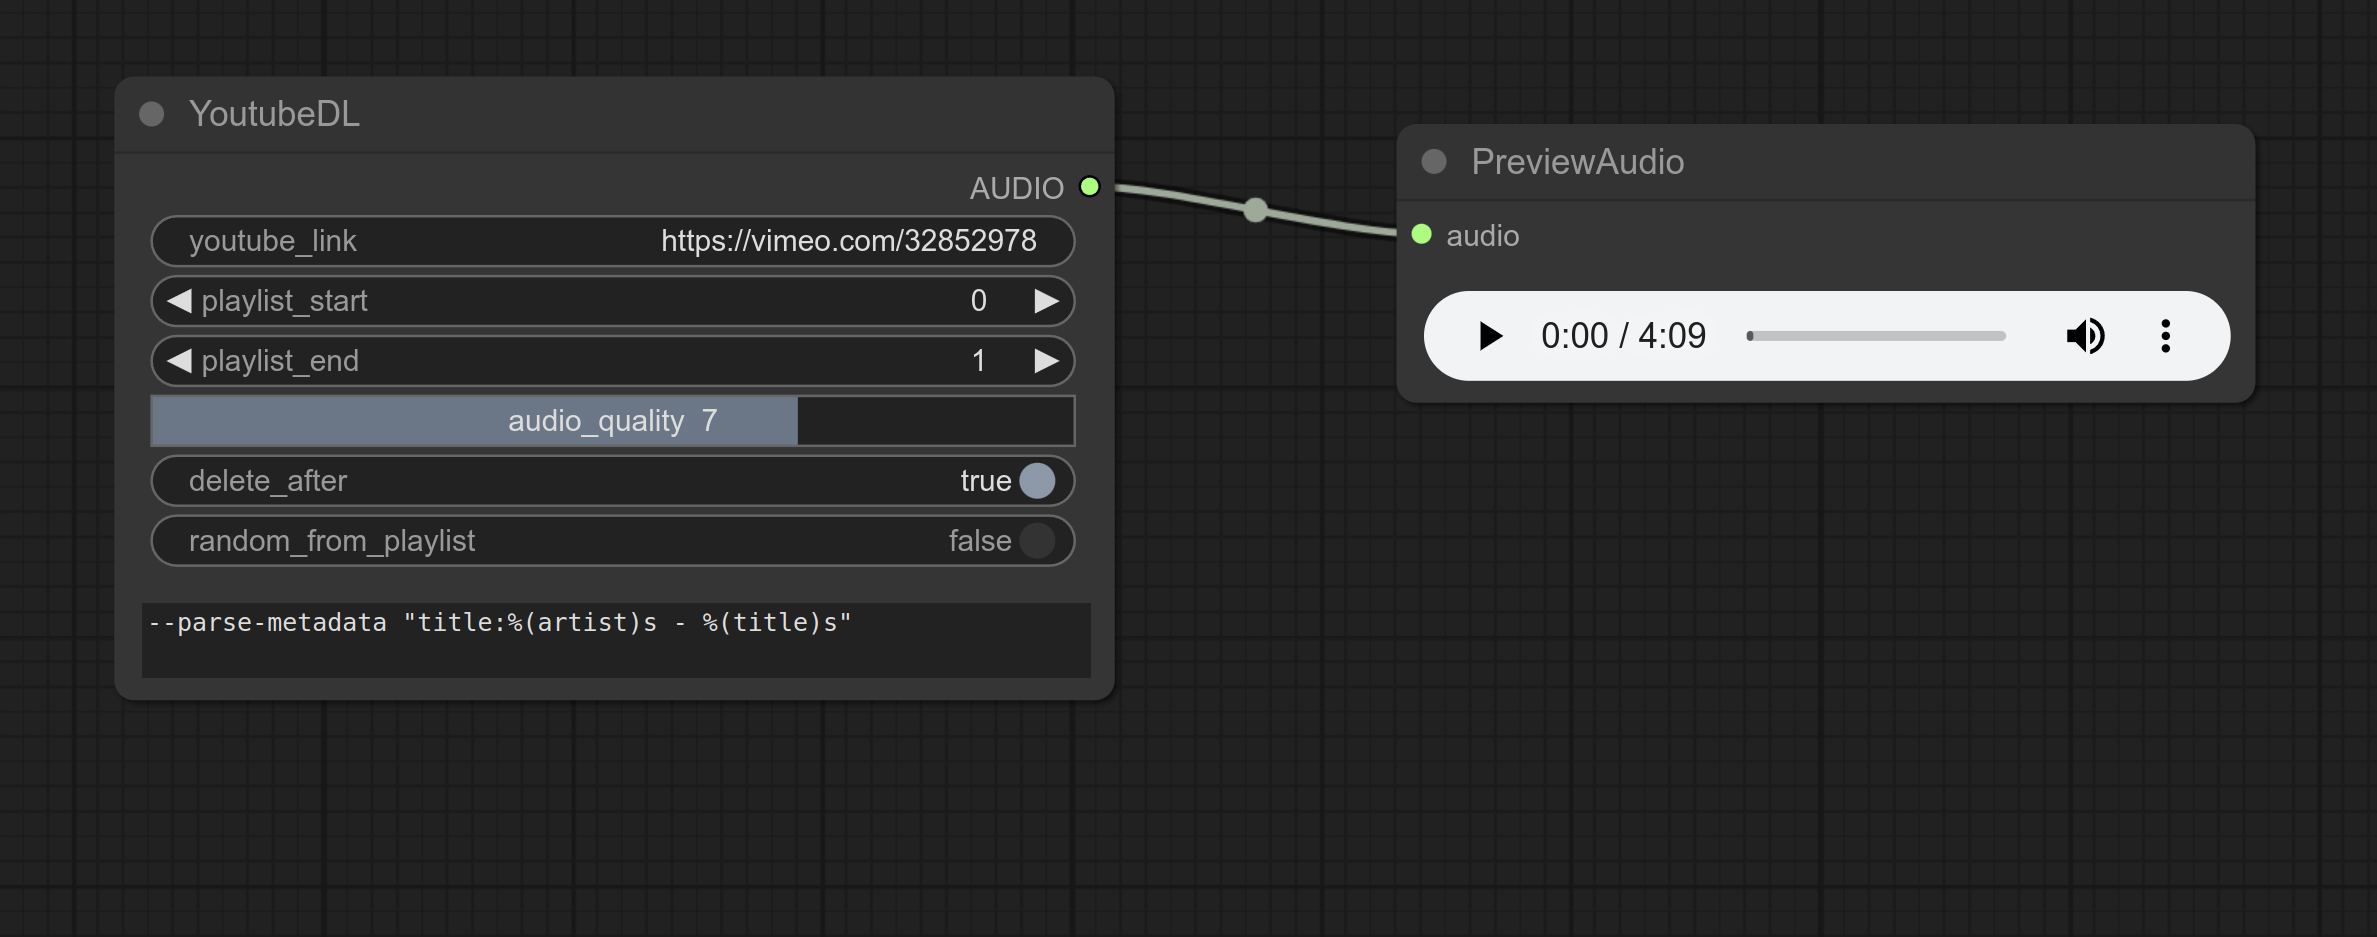 YoutubeDL
AUDIO
youtube_link https://vimeo.com/32852978
playlist_start 0
playlist_end 1
audio_quality 7
delete_after true
random_from_playlist false
--parse-metadata "title:%(artist)s - %(title)s"
PreviewAudio
audio
0:00 / 4:09